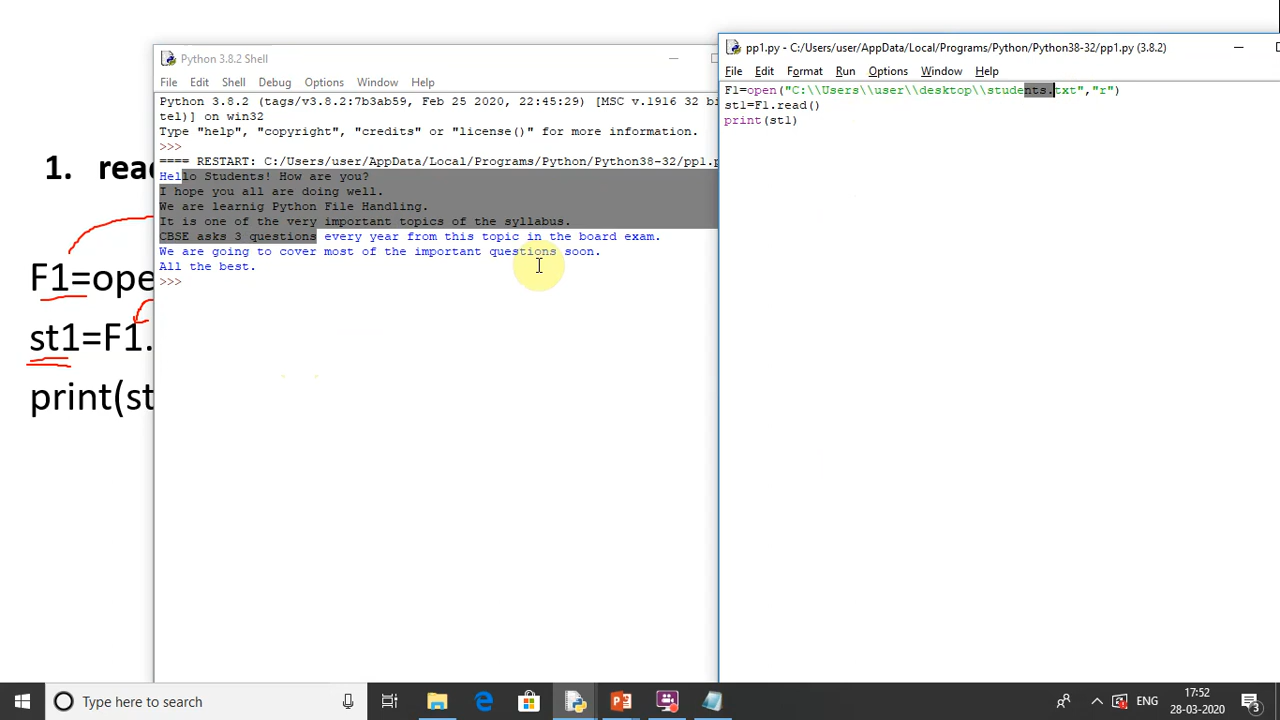 1. read
F1=ope
st1=F1.
print(st
Python 3.8.2 Shell
File Edit Shell Debug Options Window Help
Python 3.8.2 (tags/v3.8.2:7b3ab59, Feb 25 2020, 22:45:29) [MSC v.1916 32 bi
tel)] on win32
Type "help", "copyright", "credits" or "license()" for more information.
>>>
==== RESTART: C:/Users/user/AppData/Local/Programs/Python/Python38-32/pp1.p
Hello Students! How are you?
I hope you all are doing well.
We are learnig Python File Handling.
It is one of the very important topics of the syllabus.
CBSE asks 3 questions every year from this topic in the board exam.
We are going to cover most of the important questions soon.
All the best.
>>>
pp1.py - C:/Users/user/AppData/Local/Programs/Python/Python38-32/pp1.py (3.8.2)
File Edit Format Run Options Window Help
F1=open("C:\\Users\\user\\desktop\\students.txt","r")
st1=F1.read()
print(st1)
Type here to search
ENG
17:52
28-03-2020
3